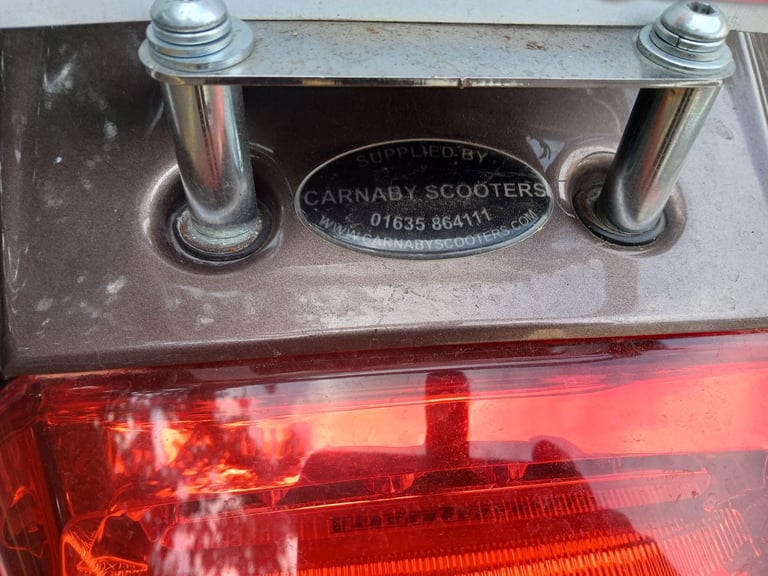 SUPPLIED BY
CARNABY SCOOTERS
01635 864111
WWW.CARNABYSCOOTERS.COM